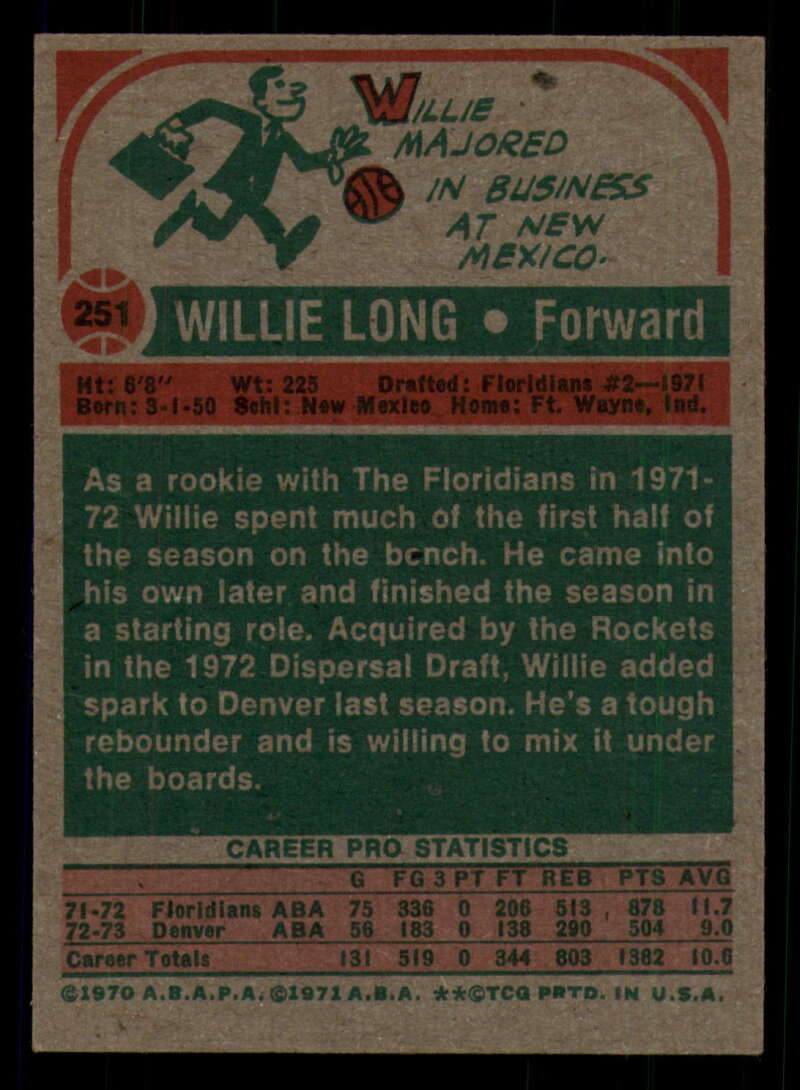 WILLIE
MAJORED
IN BUSINESS
AT NEW
MEXICO.
251 WILLIE LONG • Forward
Ht: 6'8" Wt: 225 Drafted: Floridians #2—1971
Born: 3-1-50 Schl: New Mexico Home: Ft. Wayne, Ind.
As a rookie with The Floridians in 1971-
72 Willie spent much of the first half of
the season on the bench. He came into
his own later and finished the season in
a starting role. Acquired by the Rockets
in the 1972 Dispersal Draft, Willie added
spark to Denver last season. He's a tough
rebounder and is willing to mix it under
the boards.
CAREER PRO STATISTICS
G FG 3 PT FT REB PTS AVG
71-72 Floridians ABA 75 336 0 206 513 878 11.7
72-73 Denver ABA 56 183 0 138 290 504 9.0
Career Totals 131 519 0 344 803 1382 10.6
©1970 A.B.A.P.A. ©1971 A.B.A. **©TCG PRTD. IN U.S.A.